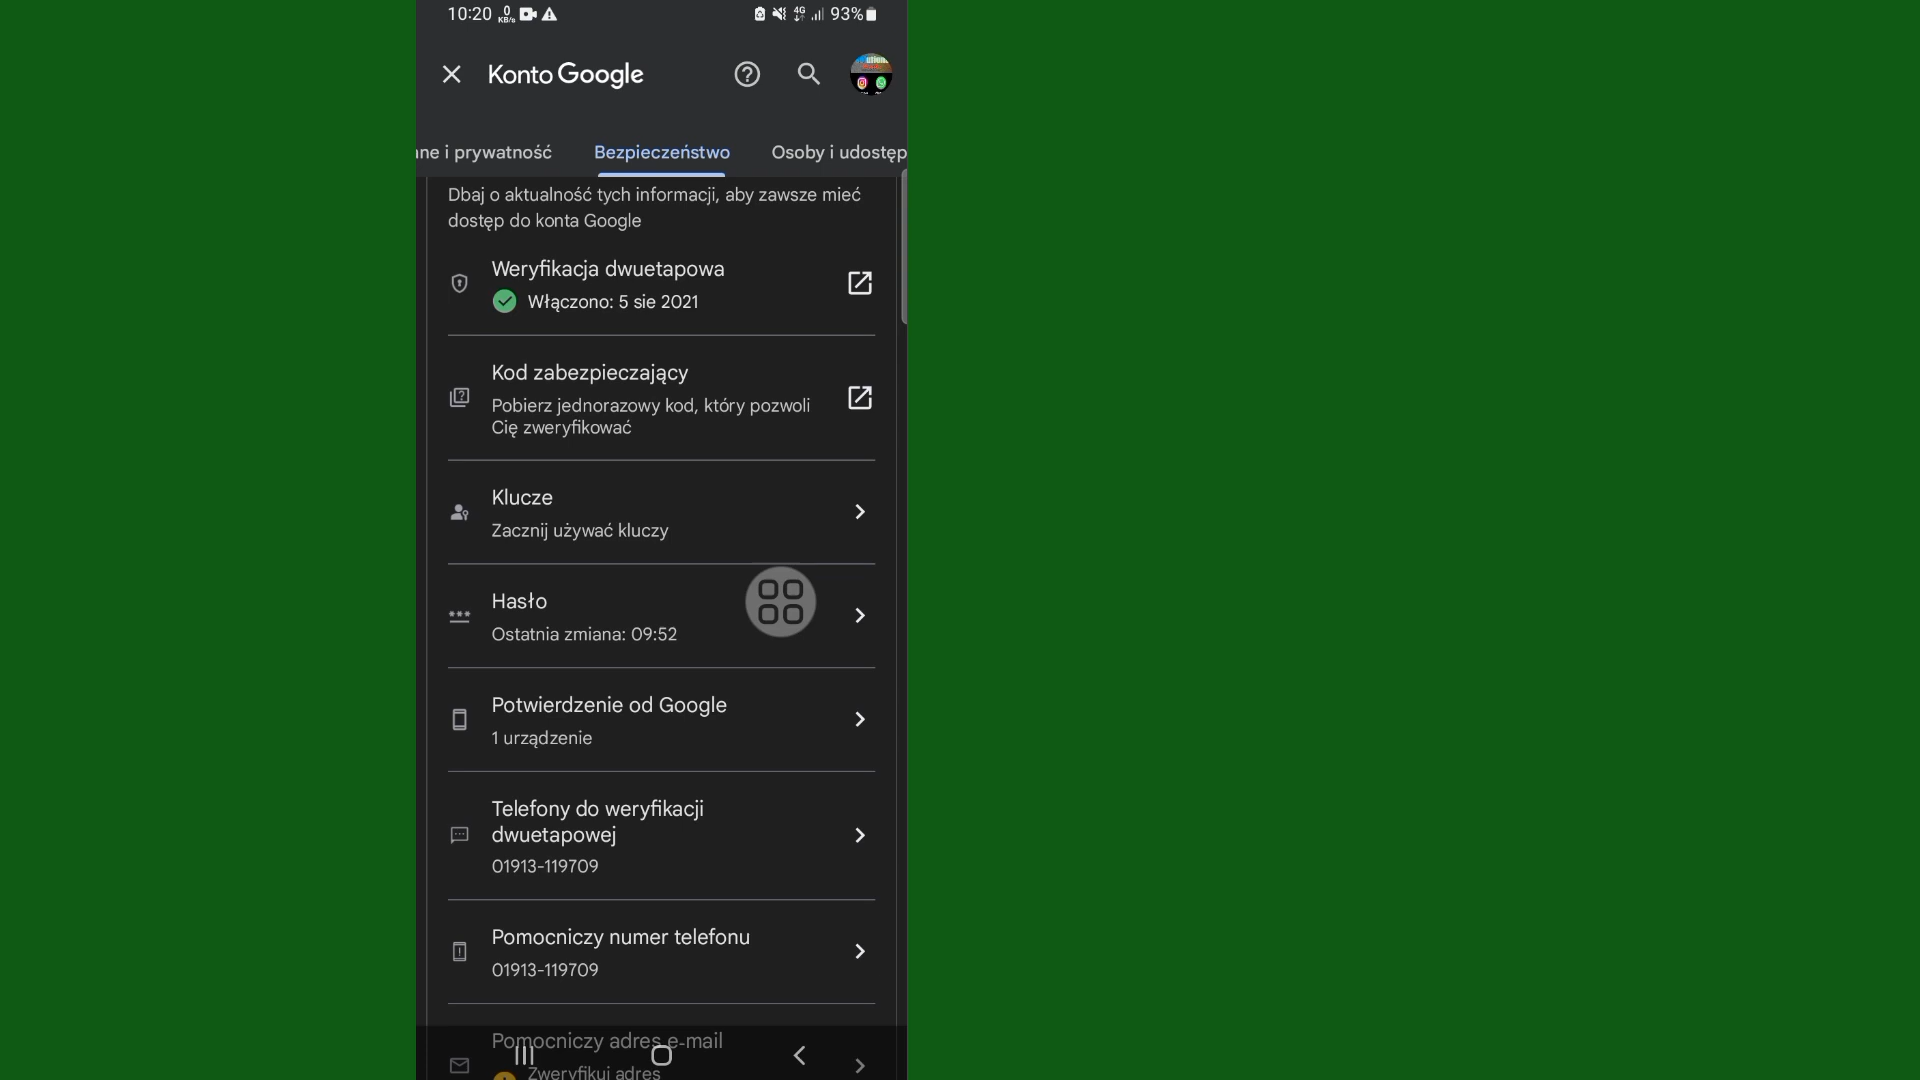 10:20 0 KB/s 4G 93%
Konto Google
ne i prywatność Bezpieczeństwo Osoby i udostęp
Dbaj o aktualność tych informacji, aby zawsze mieć
dostęp do konta Google
Weryfikacja dwuetapowa
Włączono: 5 sie 2021
Kod zabezpieczający
Pobierz jednorazowy kod, który pozwoli
Cię zweryfikować
Klucze
Zacznij używać kluczy
Hasło
Ostatnia zmiana: 09:52
Potwierdzenie od Google
1 urządzenie
Telefony do weryfikacji
dwuetapowej
01913-119709
Pomocniczy numer telefonu
01913-119709
Pomocniczy adres e-mail
Zweryfikuj adres